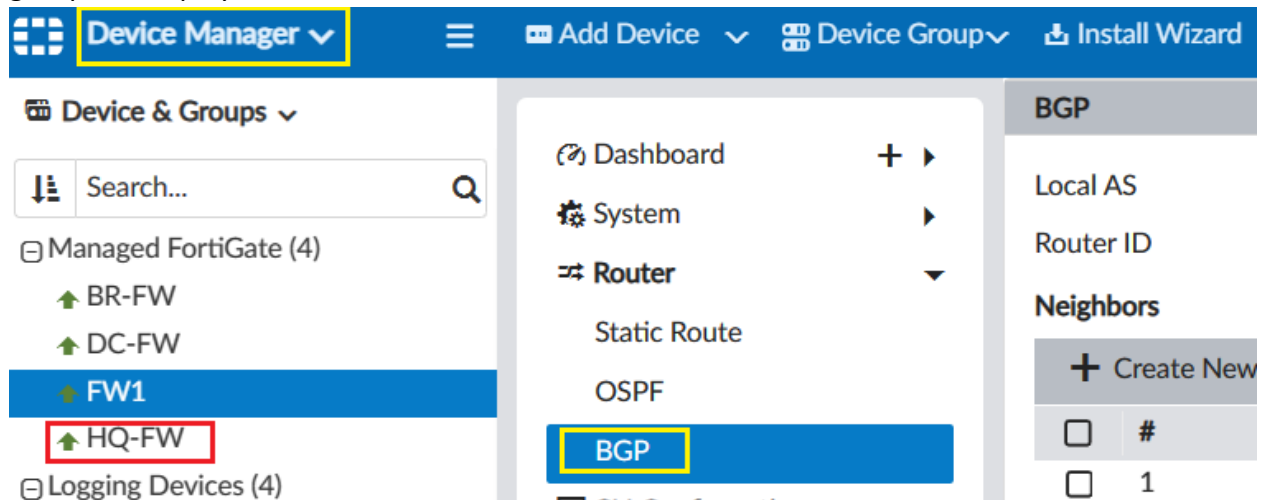 Device Manager
Add Device
Device Group
Install Wizard
Device & Groups
Search...
Managed FortiGate (4)
BR-FW
DC-FW
FW1
HQ-FW
Logging Devices (4)
Dashboard
System
Router
Static Route
OSPF
BGP
BGP
Local AS
Router ID
Neighbors
Create New
#
1